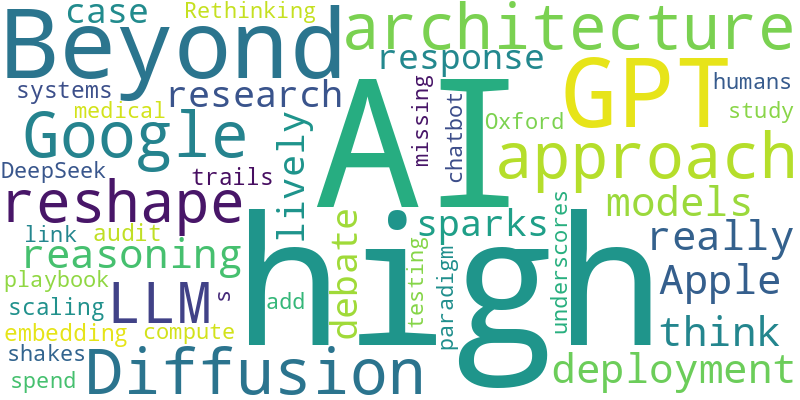 case
Rethinking
Beyond
architecture
response
GPT
systems
research
humans
medical
Google
AI
missing
chatbot
Oxford
study
lively
approach
DeepSeek
trails
reshape
models
sparks
link
audit
debate
really
reasoning
high
testing
paradigm
underscores
Apple
playbook
LLM
s
add
scaling
think
embedding
compute
shakes
Diffusion
deployment
spend